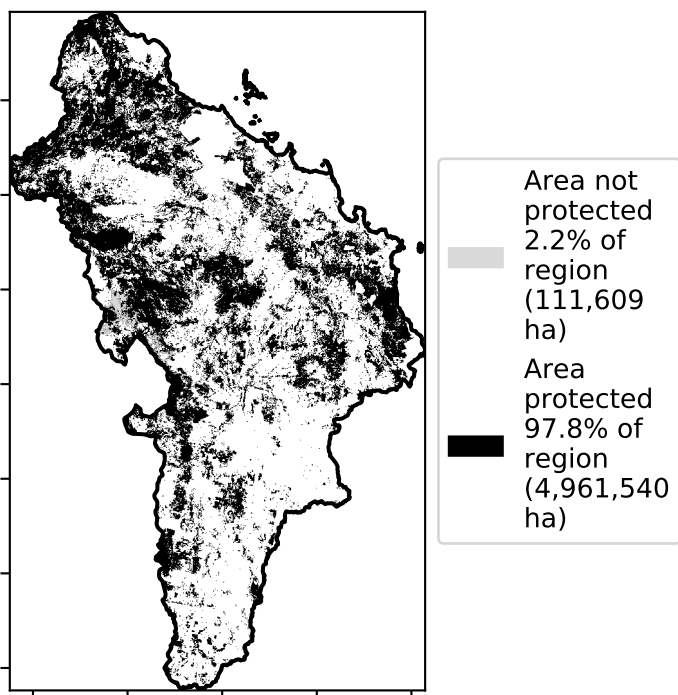 Area not
protected
2.2% of
region
(111,609
ha)
Area
protected
97.8% of
region
(4,961,540
ha)